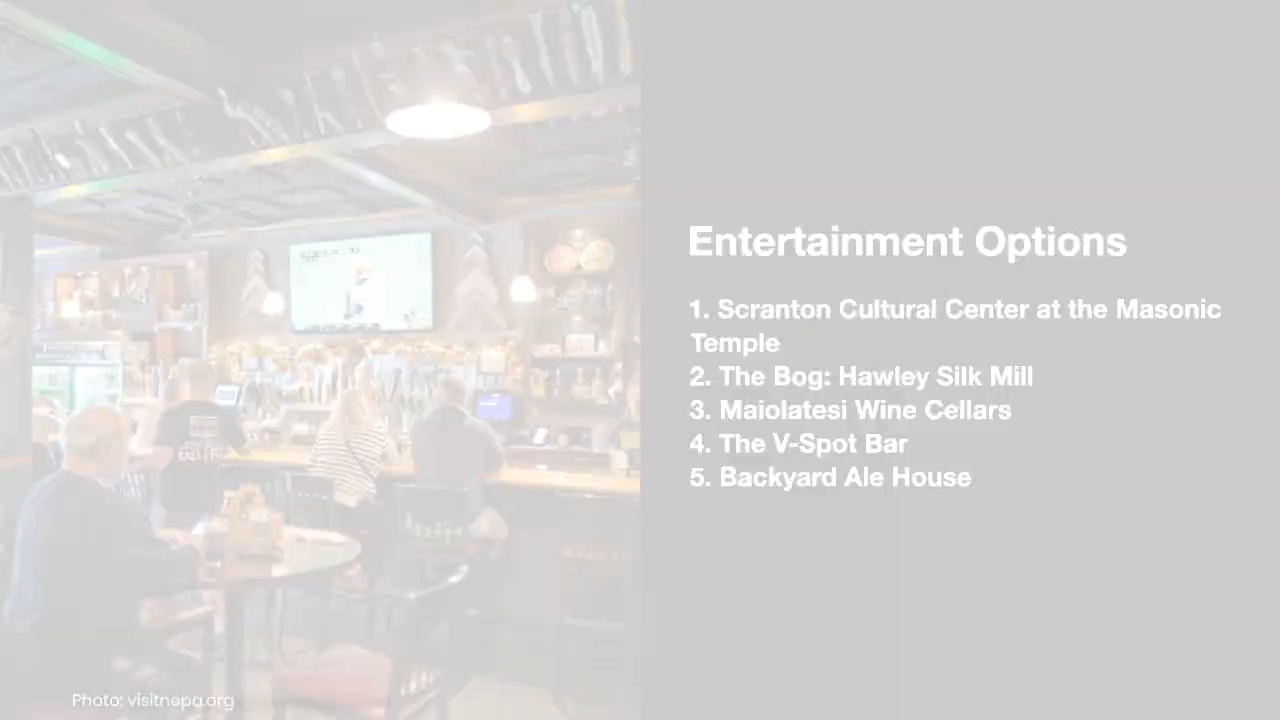 Entertainment Options
1. Scranton Cultural Center at the Masonic
Temple
2. The Bog: Hawley Silk Mill
3. Maiolatesi Wine Cellars
4. The V-Spot Bar
5. Backyard Ale House
Photo: visitnepa.org